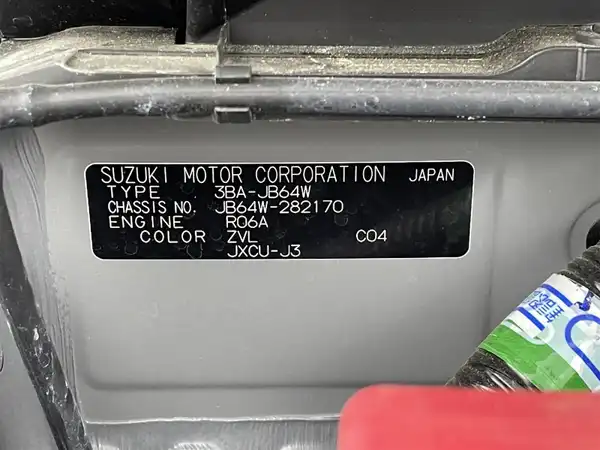 SUZUKI MOTOR CORPORATION JAPAN
TYPE 3BA-JB64W
CHASSIS NO. JB64W-282170
ENGINE R06A
COLOR ZVL C04
JXCU-J3